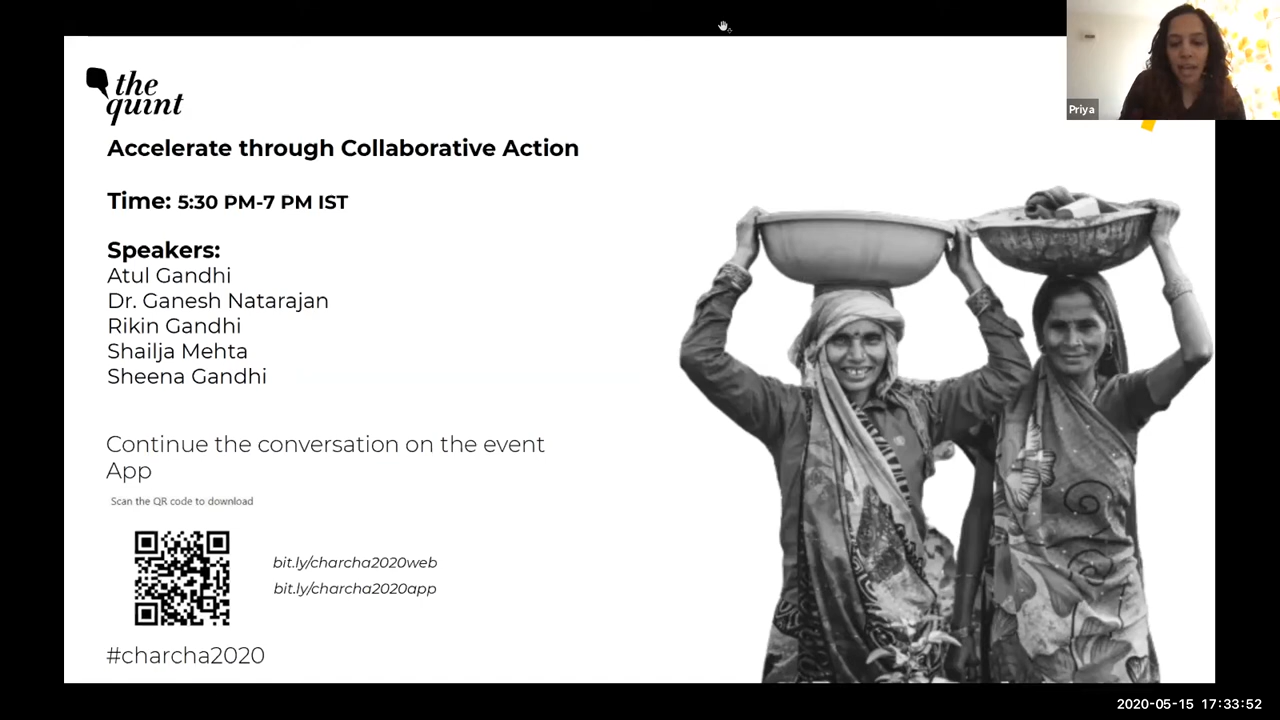 the
quint
Priya
Accelerate through Collaborative Action
Time: 5:30 PM-7 PM IST
Speakers:
Atul Gandhi
Dr. Ganesh Natarajan
Rikin Gandhi
Shailja Mehta
Sheena Gandhi
Continue the conversation on the event
App
Scan the QR code to download
bit.ly/charcha2020web
bit.ly/charcha2020app
#charcha2020
2020-05-15 17:33:52